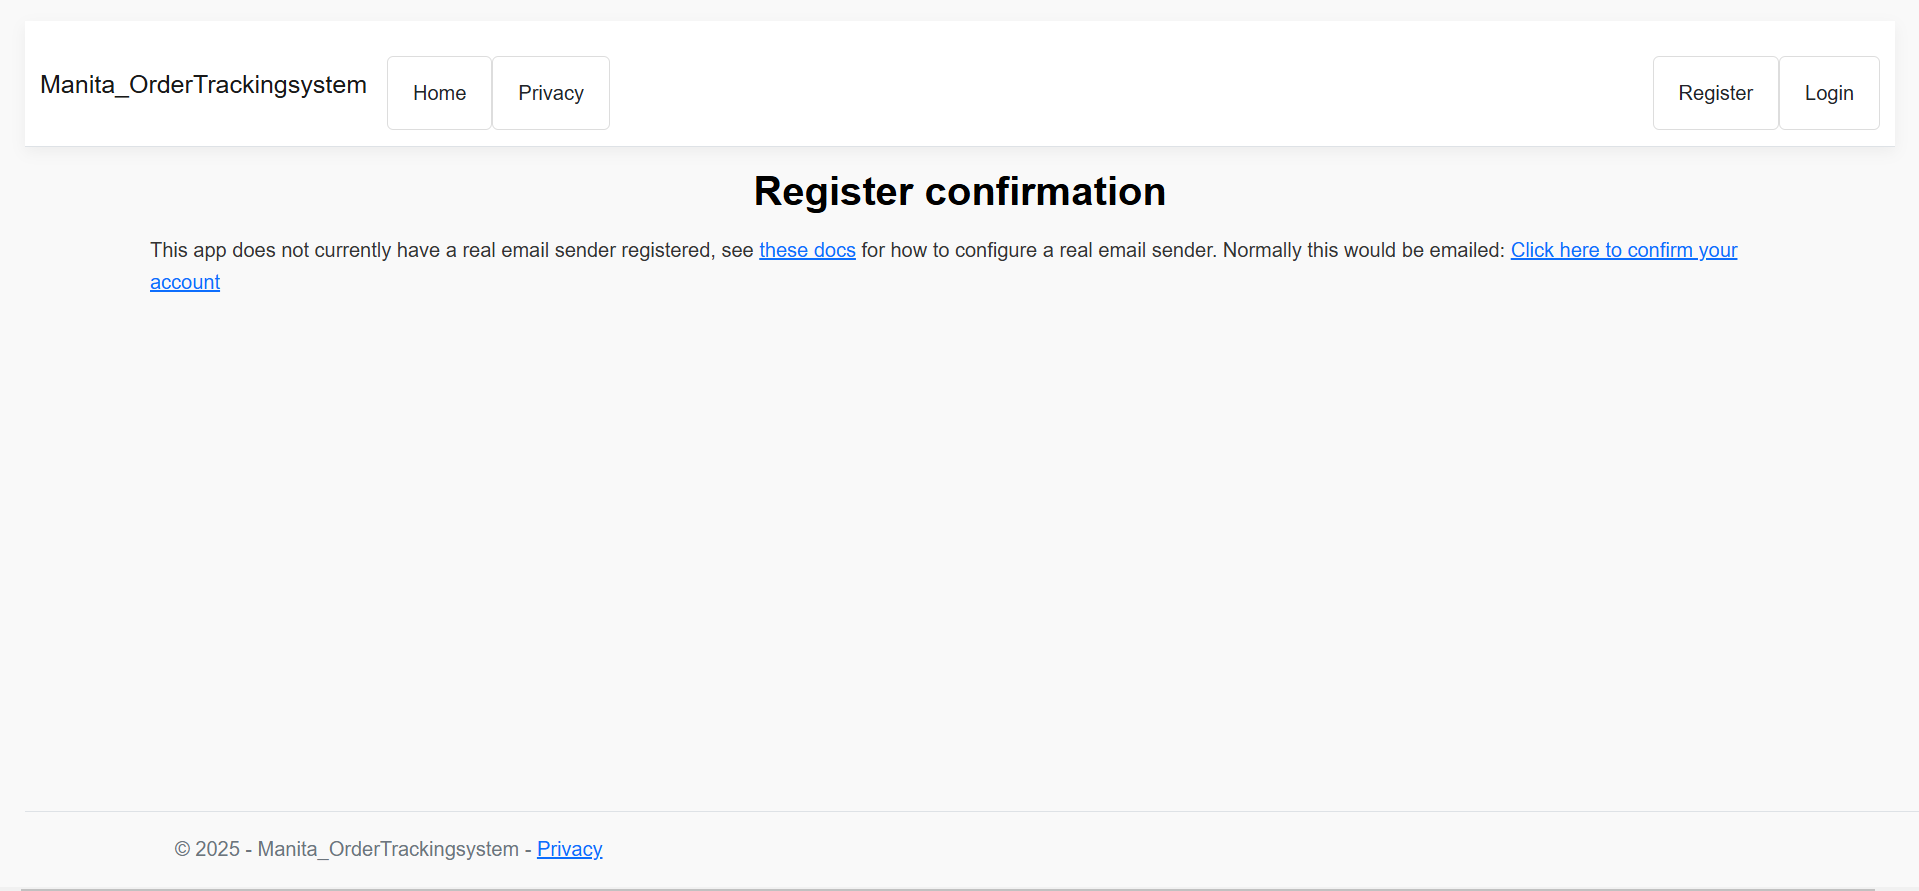 Manita_OrderTrackingsystem Home Privacy Register Login
Register confirmation
This app does not currently have a real email sender registered, see these docs for how to configure a real email sender. Normally this would be emailed: Click here to confirm your
account
© 2025 - Manita_OrderTrackingsystem - Privacy